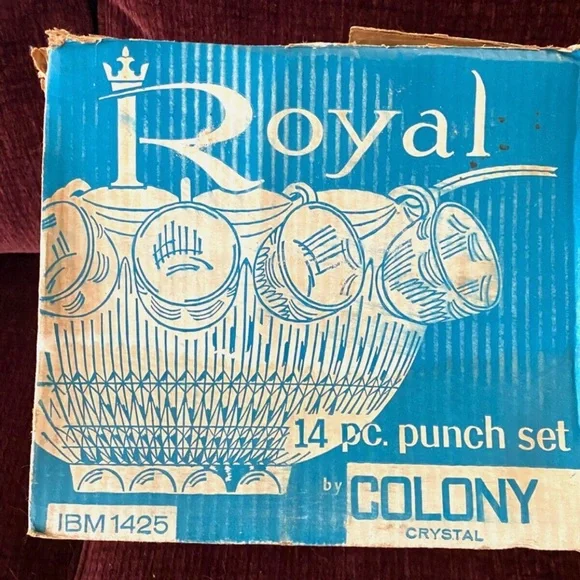 Royal
14 pc. punch set
by COLONY
CRYSTAL
IBM 1425